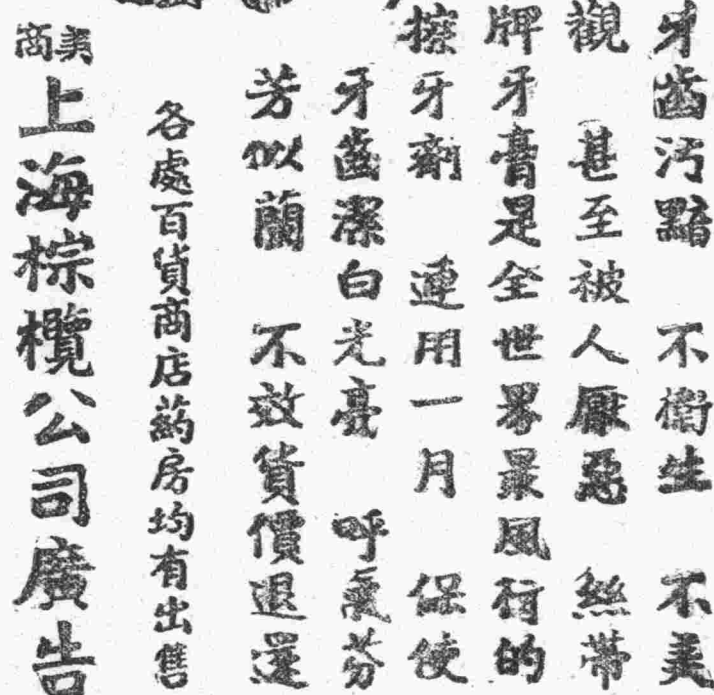 牙齒汚黯 不衛生 不美
觀 甚至被人厭惡 絲帶
牌牙膏是全世界最風行的
擦牙劑 連用一月 保使
牙齒潔白光亮 呼氣芬
芳似蘭 不效貨價退還
各處百貨商店葯房均有出售
美商
上海棕欖公司廣告